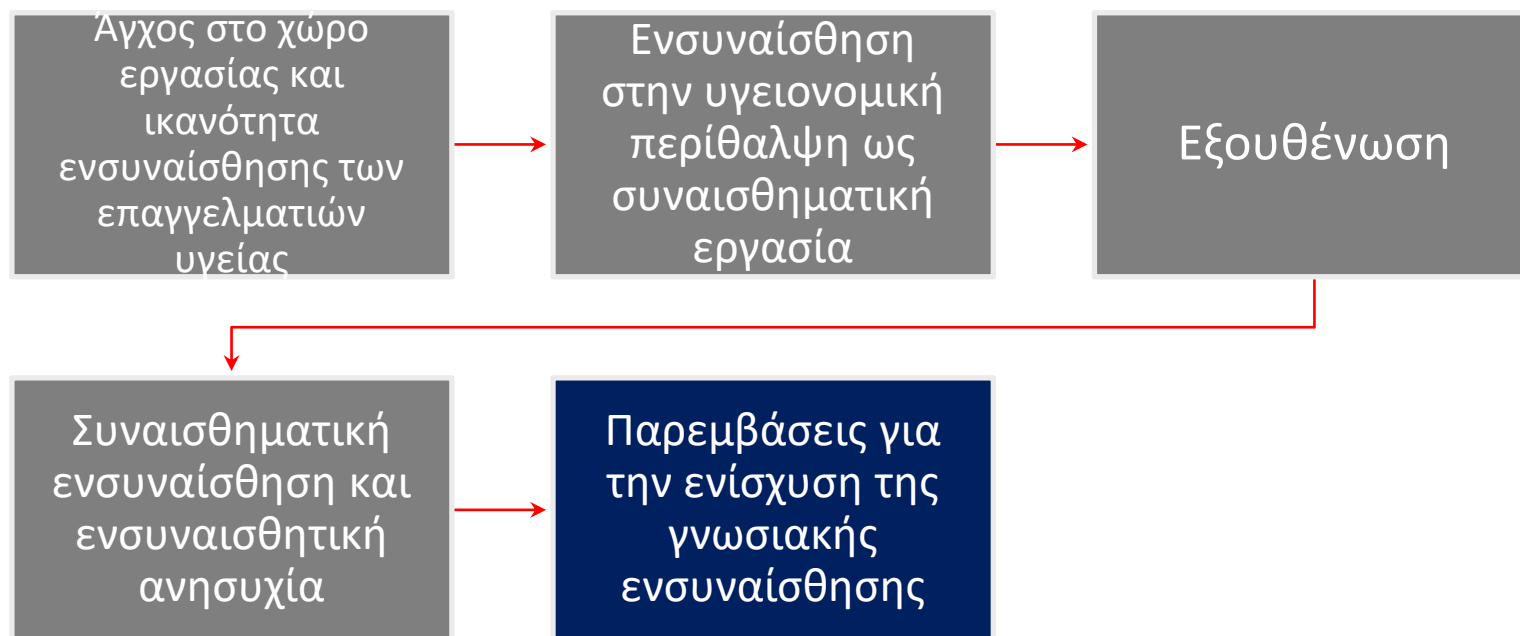 Άγχος στο χώρο
εργασίας και
ικανότητα
ενσυναίσθησης των
επαγγελματιών
υγείας
Ενσυναίσθηση
στην υγειονομική
περίθαλψη ως
συναισθηματική
εργασία
Εξουθένωση
Συναισθηματική
ενσυναίσθηση και
ενσυναισθητική
ανησυχία
Παρεμβάσεις για
την ενίσχυση της
γνωσιακής
ενσυναίσθησης